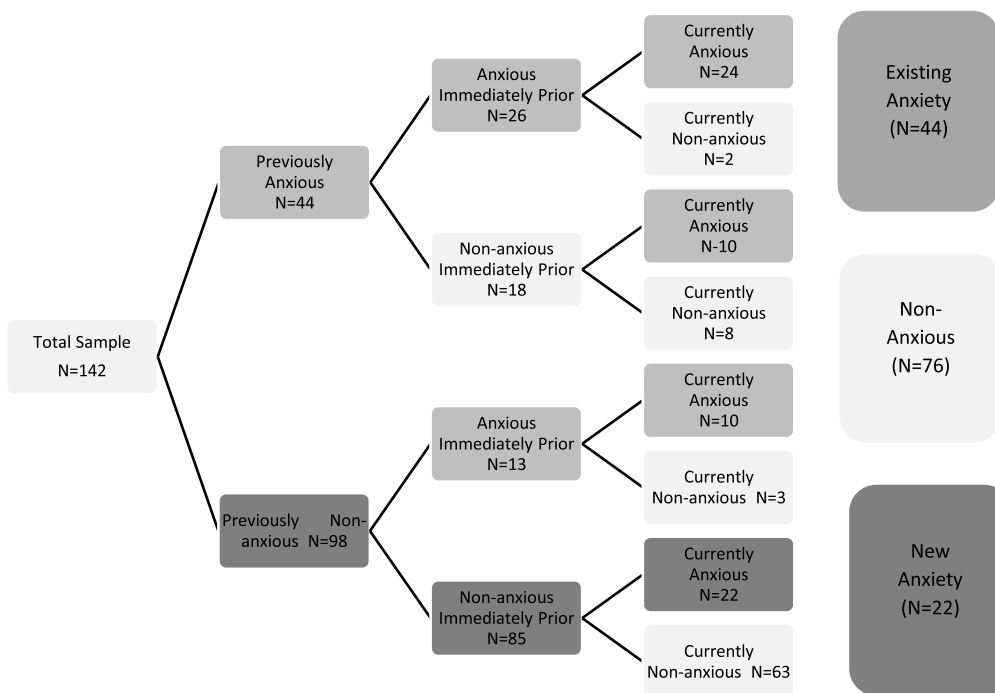 Total Sample
N=142
Previously
Anxious
N=44
Previously Non-
anxious N=98
Anxious
Immediately Prior
N=26
Non-anxious
Immediately Prior
N=18
Anxious
Immediately Prior
N=13
Non-anxious
Immediately Prior
N=85
Currently
Anxious
N=24
Currently
Non-anxious
N=2
Currently
Anxious
N-10
Currently
Non-anxious
N=8
Currently
Anxious
N=10
Currently
Non-anxious N=3
Currently
Anxious
N=22
Currently
Non-anxious N=63
Existing
Anxiety
(N=44)
Non-
Anxious
(N=76)
New
Anxiety
(N=22)